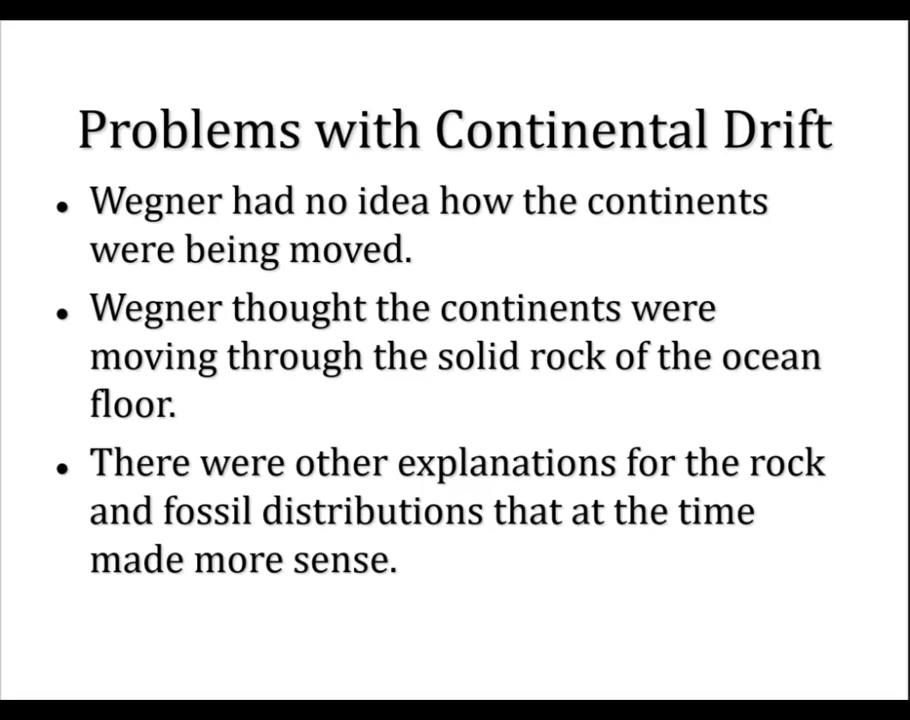 Problems with Continental Drift
• Wegner had no idea how the continents
were being moved.
• Wegner thought the continents were
moving through the solid rock of the ocean
floor.
• There were other explanations for the rock
and fossil distributions that at the time
made more sense.